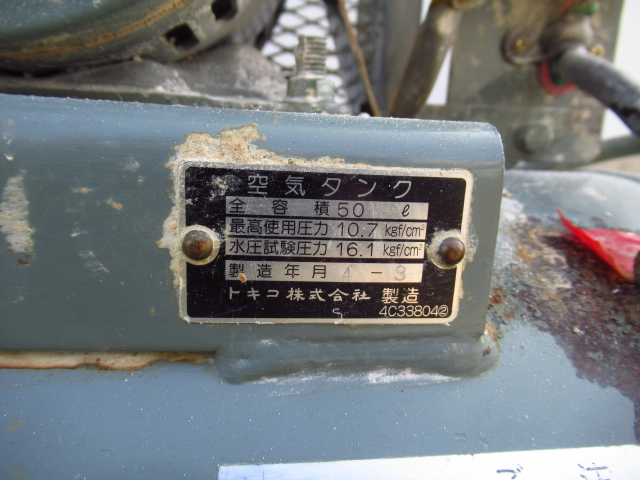 空気タンク
全容積 50 ℓ
最高使用圧力 10.7 kgf/cm²
水圧試験圧力 16.1 kgf/cm²
製造年月 4-3
トキコ株式会社 製造
S
4C33804②